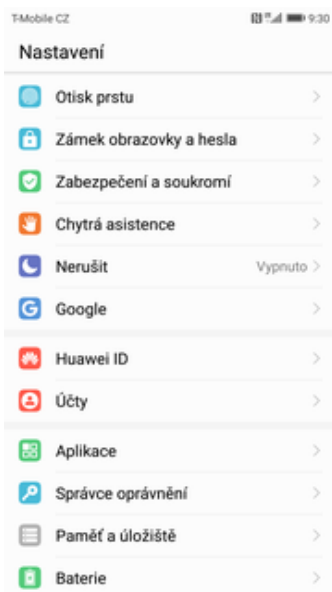 T-Mobile CZ 9:30
Nastavení
Otisk prstu
Zámek obrazovky a hesla
Zabezpečení a soukromí
Chytrá asistence
Nerušit Vypnuto
Google
Huawei ID
Účty
Aplikace
Správce oprávnění
Paměť a úložiště
Baterie